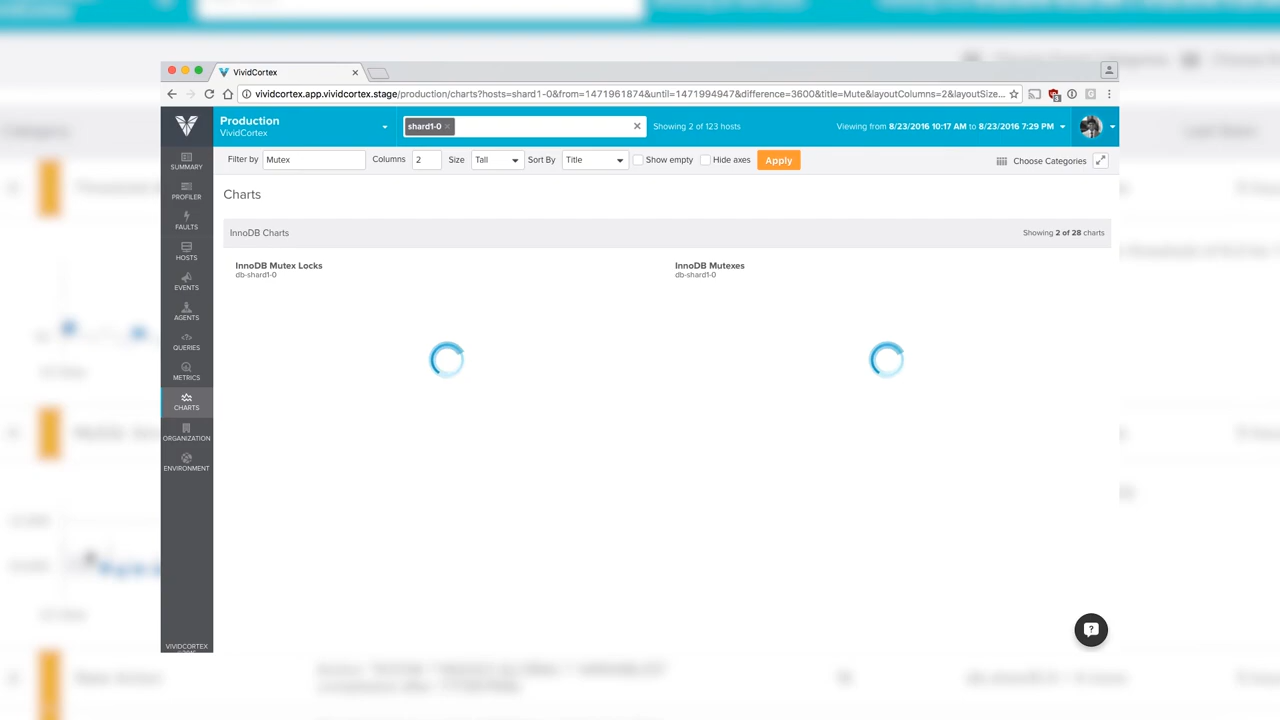 VividCortex
vividcortex.app.vividcortex.stage/production/charts?hosts=shard1-0&from=1471961874&until=1471994947&difference=3600&title=Mute&layoutColumns=2&layoutSize...
Production
VividCortex
shard1-0
Showing 2 of 123 hosts
Viewing from 8/23/2016 10:17 AM to 8/23/2016 7:29 PM
Filter by Mutex Columns 2 Size Tall Sort By Title Show empty Hide axes Apply
Choose Categories
SUMMARY
PROFILER
FAULTS
HOSTS
EVENTS
AGENTS
QUERIES
METRICS
CHARTS
ORGANIZATION
ENVIRONMENT
VIVIDCORTEX
Charts
InnoDB Charts
Showing 2 of 28 charts
InnoDB Mutex Locks
db-shard1-0
InnoDB Mutexes
db-shard1-0